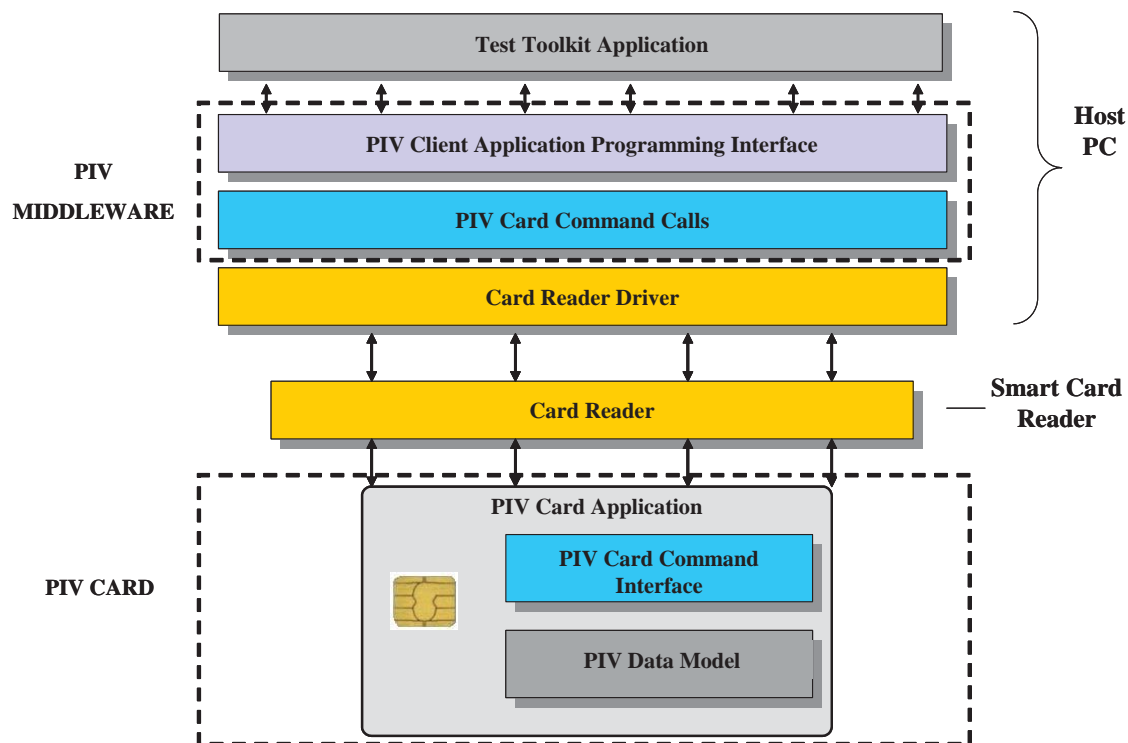 Test Toolkit Application
Host
PC
PIV Client Application Programming Interface
PIV
MIDDLEWARE
PIV Card Command Calls
Card Reader Driver
Smart Card
Reader
Card Reader
PIV Card Application
PIV Card Command
Interface
PIV CARD
PIV Data Model